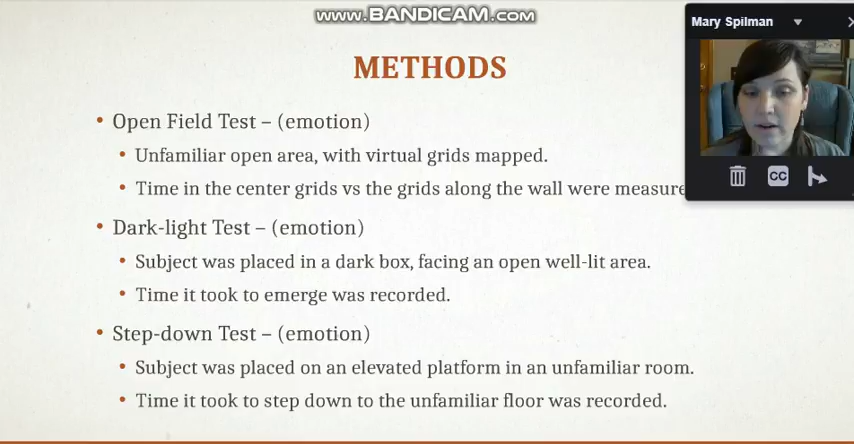 www.BANDICAM.com
Mary Spilman
METHODS
• Open Field Test – (emotion)
• Unfamiliar open area, with virtual grids mapped.
• Time in the center grids vs the grids along the wall were measure
CC
• Dark-light Test – (emotion)
• Subject was placed in a dark box, facing an open well-lit area.
• Time it took to emerge was recorded.
• Step-down Test – (emotion)
• Subject was placed on an elevated platform in an unfamiliar room.
• Time it took to step down to the unfamiliar floor was recorded.